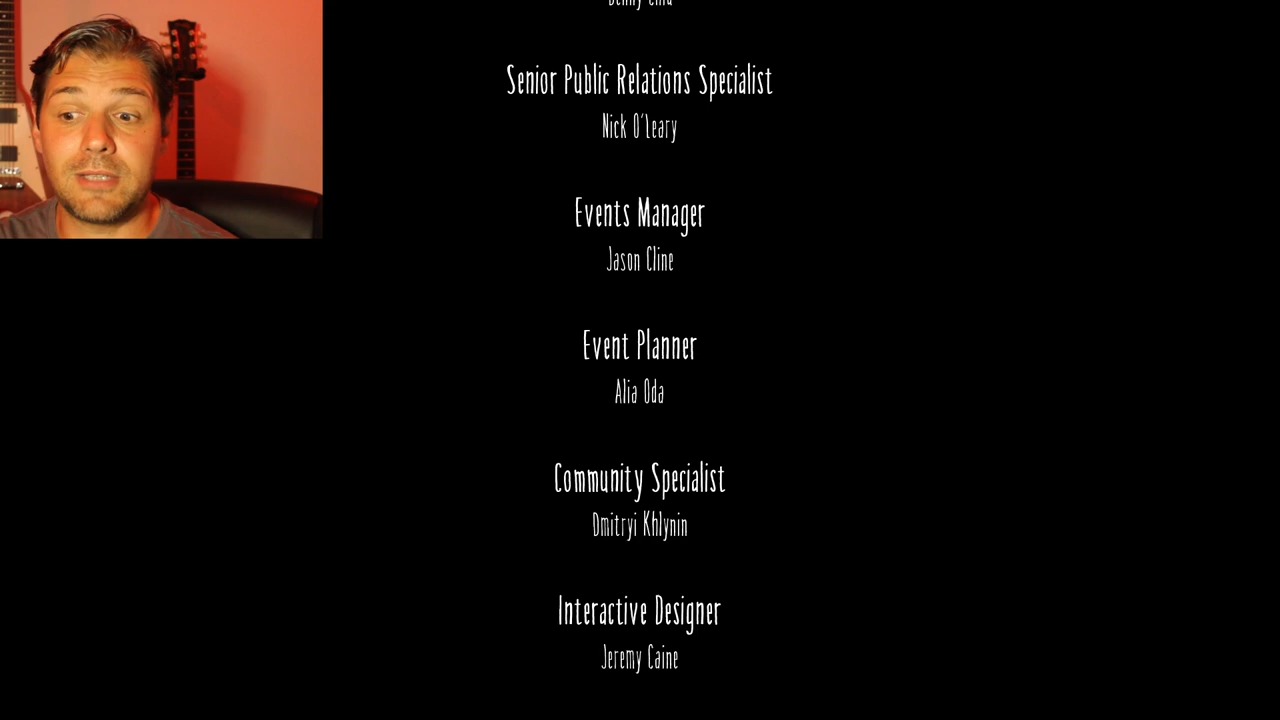 Senior Public Relations Specialist
Nick O'Leary
Events Manager
Jason Cline
Event Planner
Alia Oda
Community Specialist
Dmitryi Khlynin
Interactive Designer
Jeremy Caine